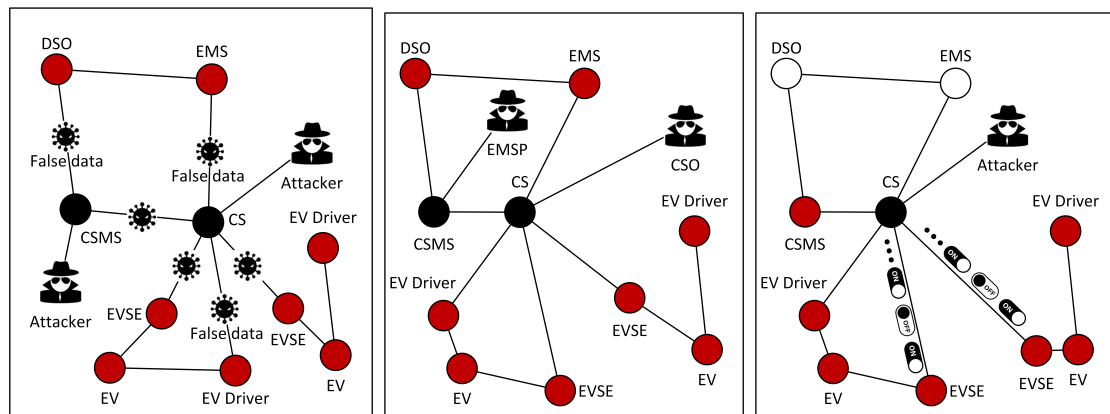 DSO
EMS
False data
False data
Attacker
CSMS
CS
EV Driver
Attacker
EVSE
False data
EVSE
EV
EV Driver
EV
DSO
EMS
EMSP
CSO
CS
CSMS
EV Driver
EV Driver
EVSE
EV
EVSE
EV
DSO
EMS
Attacker
CS
EV Driver
CSMS
EV Driver
ON
OFF
ON
ON
OFF
ON
EVSE
EV
EV
EVSE